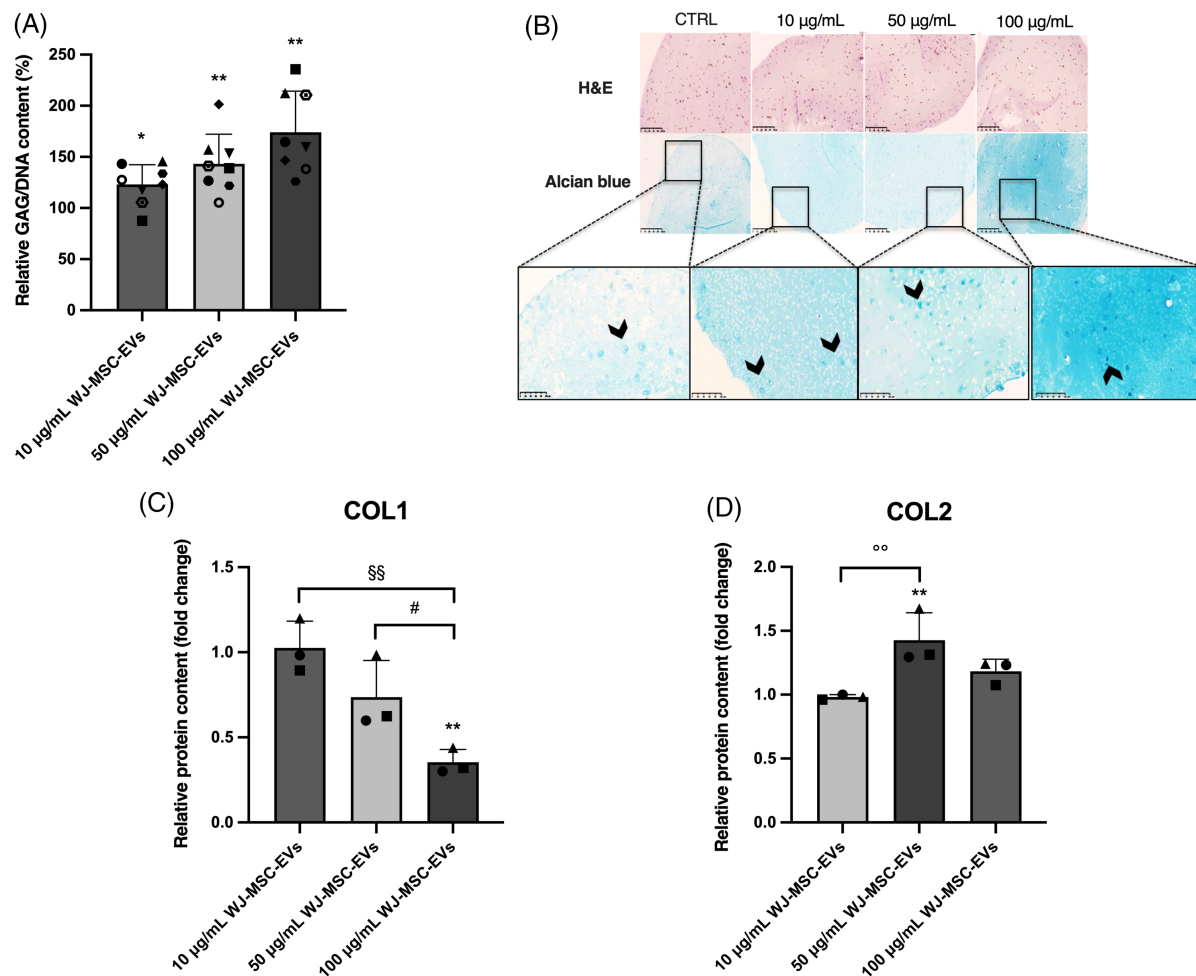 (A)
Relative GAG/DNA content (%)
250
200
150
100
50
0
*
**
**
10 µg/mL WJ-MSC-EVs
50 µg/mL WJ-MSC-EVs
100 µg/mL WJ-MSC-EVs
(B)
CTRL 10 µg/mL 50 µg/mL 100 µg/mL
H&E
Alcian blue
(C)
COL1
Relative protein content (fold change)
1.5
1.0
0.5
0.0
§§
#
**
10 µg/mL WJ-MSC-EVs
50 µg/mL WJ-MSC-EVs
100 µg/mL WJ-MSC-EVs
(D)
COL2
Relative protein content (fold change)
2.0
1.5
1.0
0.5
0.0
°°
**
10 µg/mL WJ-MSC-EVs
50 µg/mL WJ-MSC-EVs
100 µg/mL WJ-MSC-EVs